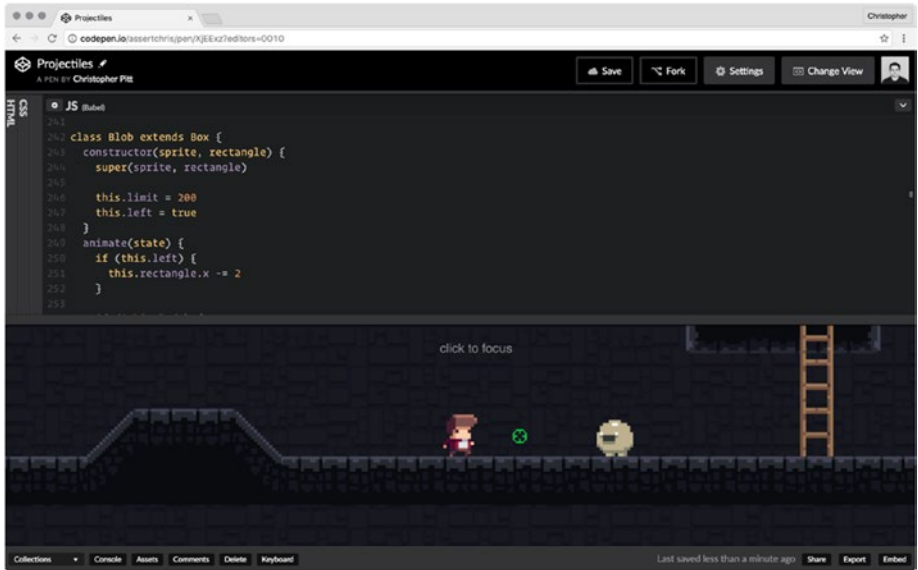 Projectiles
Christopher
codepen.io/assertchris/pen/XjEExz?editors=0010
Projectiles
A PEN BY Christopher Pitt
Save
Fork
Settings
Change View
HTML
CSS
JS (Babel)
241
242 class Blob extends Box {
243 constructor(sprite, rectangle) {
244 super(sprite, rectangle)
245
246 this.limit = 200
247 this.left = true
248 }
249 animate(state) {
250 if (this.left) {
251 this.rectangle.x -= 2
252 }
253
click to focus
Collections Console Assets Comments Delete Keyboard Last saved less than a minute ago Share Export Embed